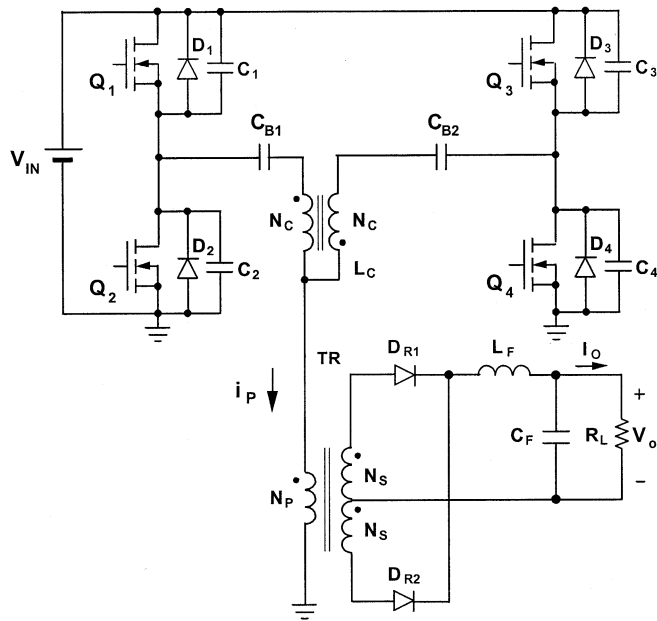 D1
C1
Q1
D3
C3
Q3
CB1
CB2
VIN
NC
NC
LC
D2
C2
Q2
D4
C4
Q4
TR
DR1
LF
IO
iP
+
CF
RL
Vo
−
NP
NS
NS
DR2